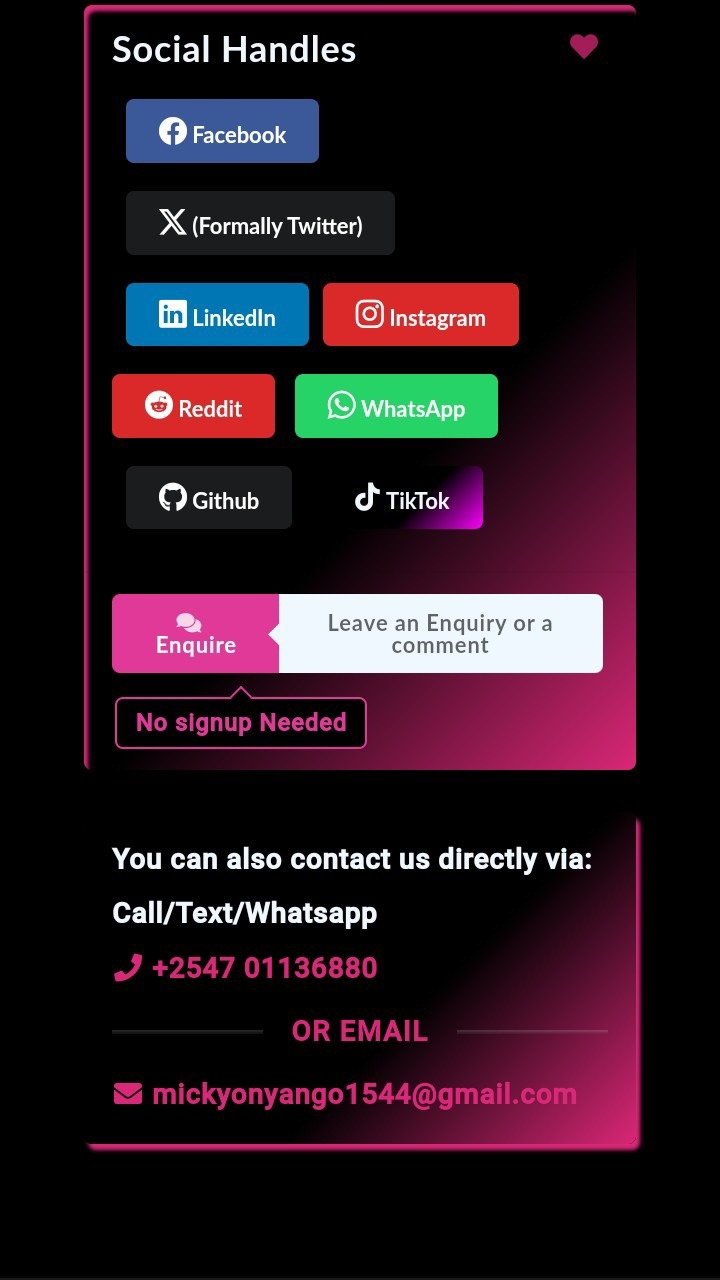 Social Handles
Facebook
(Formally Twitter)
LinkedIn
Instagram
Reddit
WhatsApp
Github
TikTok
Enquire
Leave an Enquiry or a
comment
No signup Needed
You can also contact us directly via:
Call/Text/Whatsapp
+2547 01136880
OR EMAIL
mickyonyango1544@gmail.com